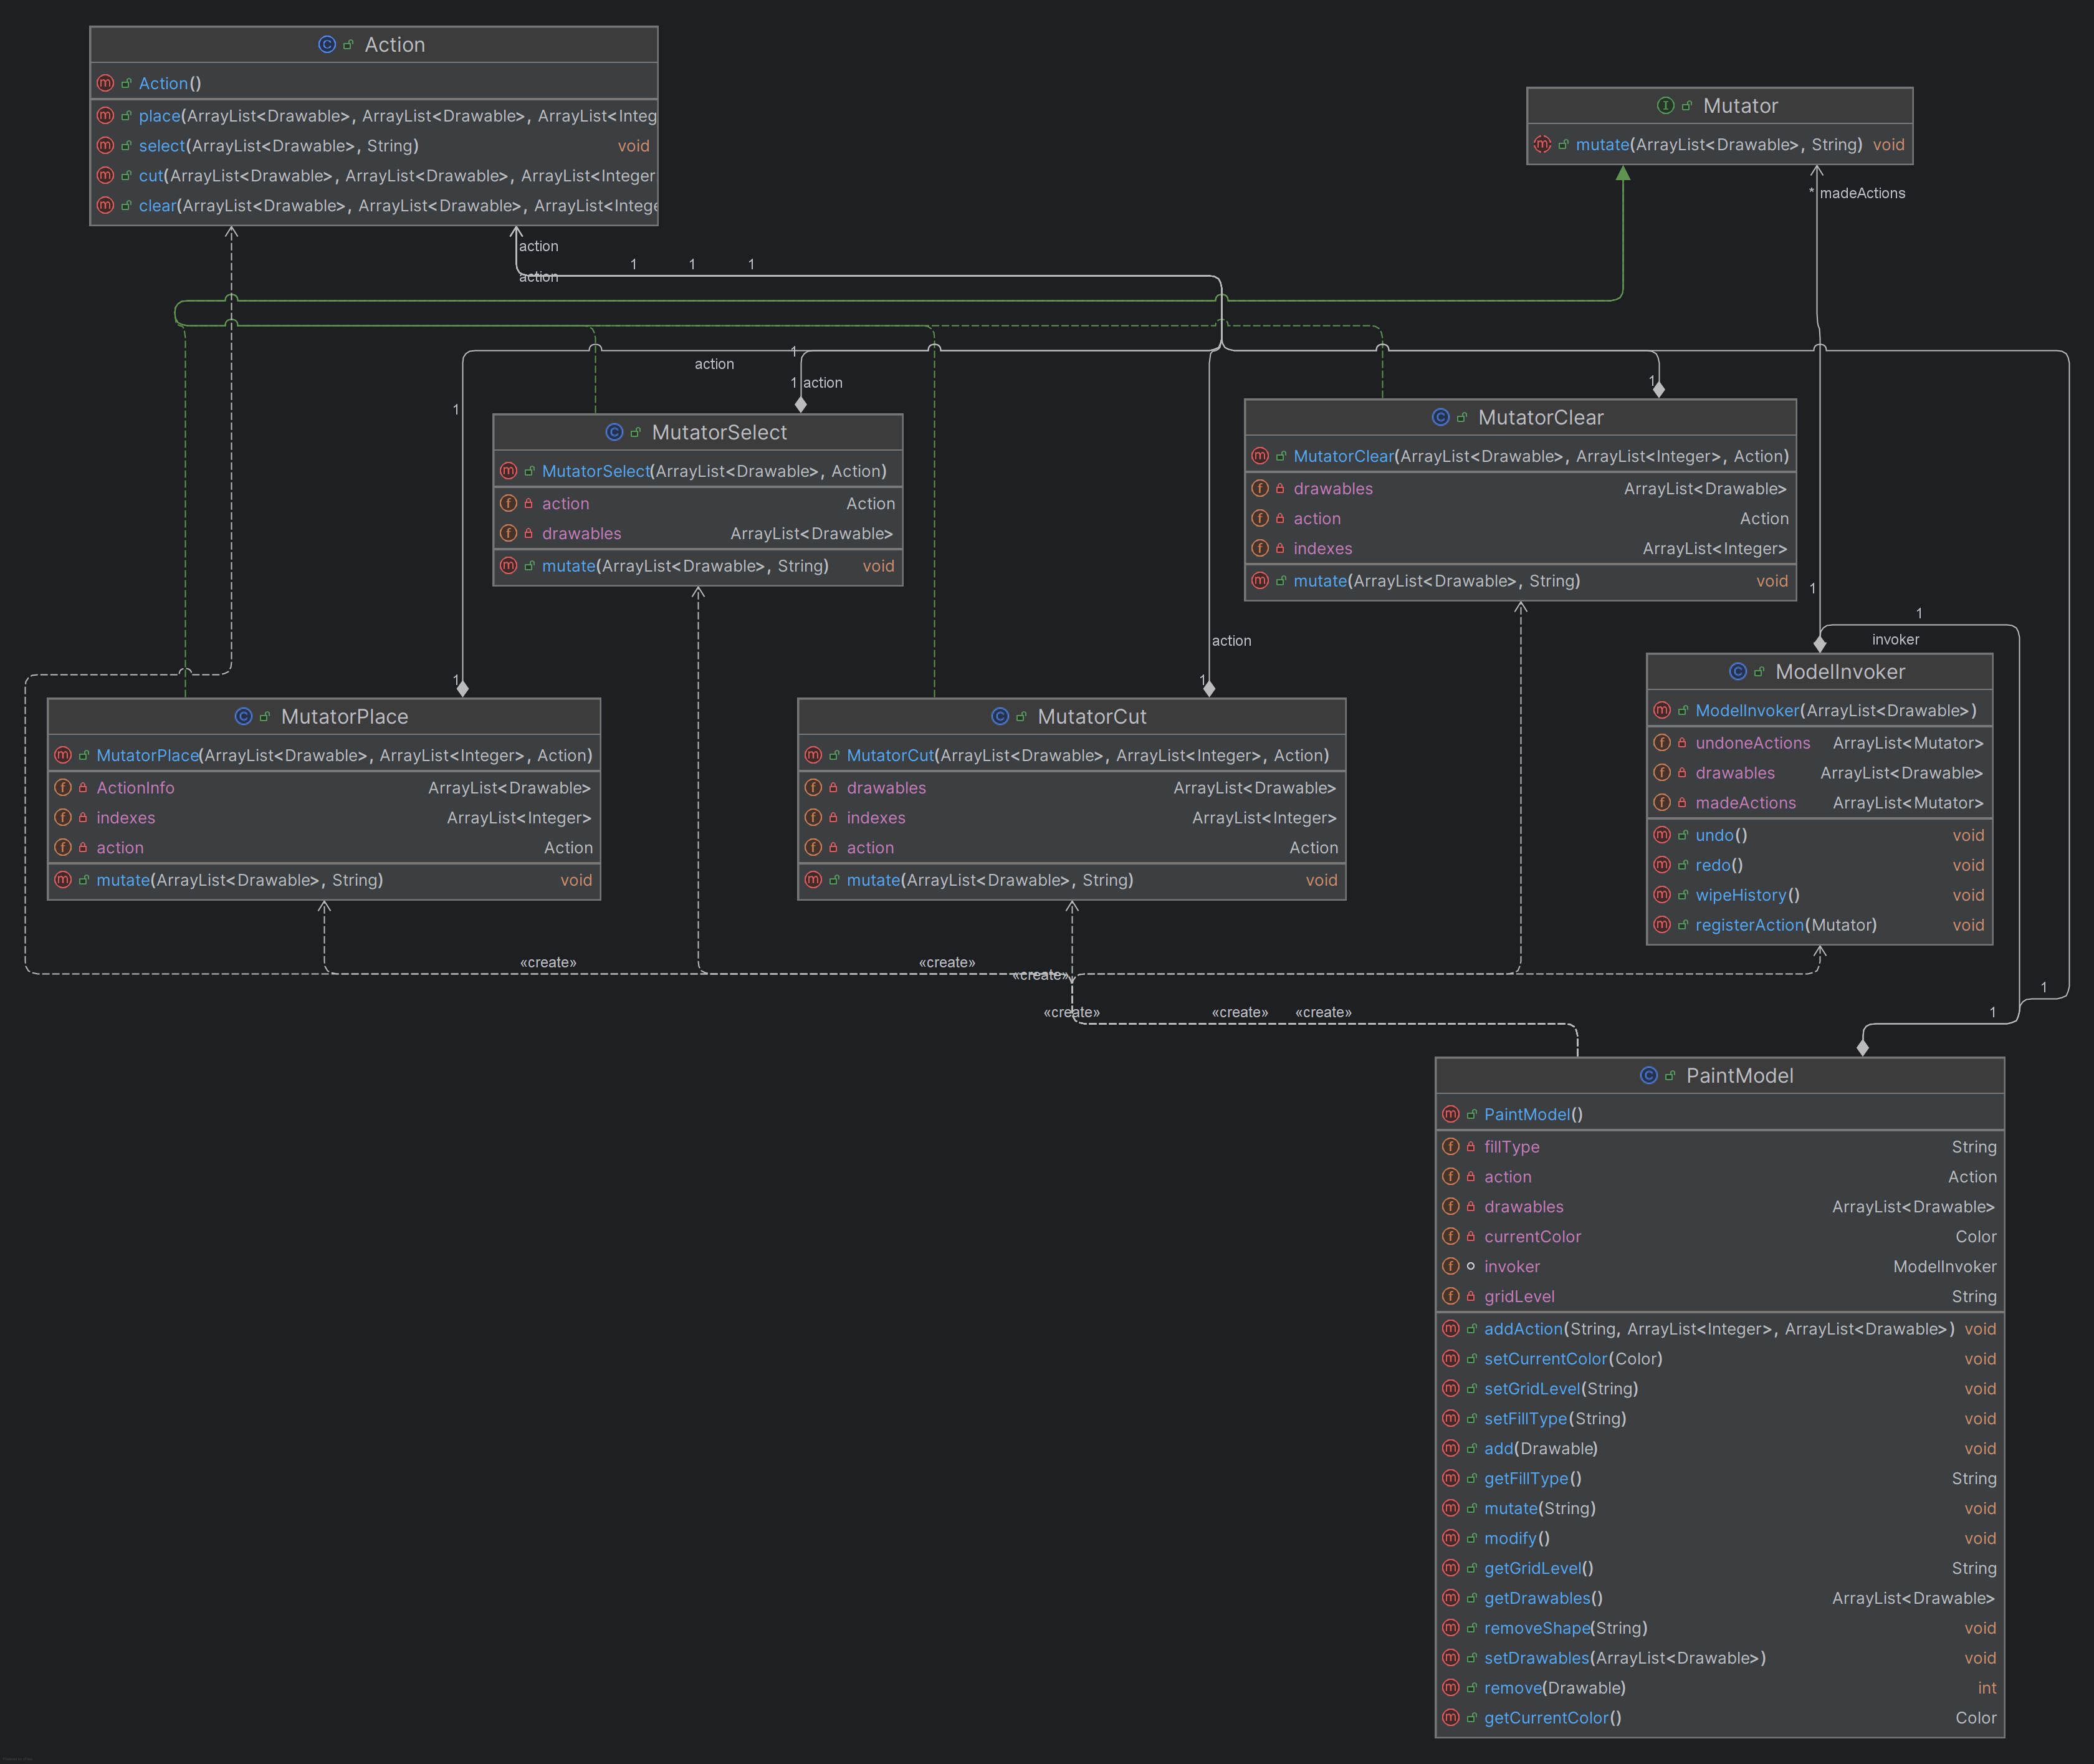 Action
Action()
place(ArrayList<Drawable>, ArrayList<Drawable>, ArrayList<Integ
select(ArrayList<Drawable>, String) void
cut(ArrayList<Drawable>, ArrayList<Drawable>, ArrayList<Integer
clear(ArrayList<Drawable>, ArrayList<Drawable>, ArrayList<Intege
Mutator
mutate(ArrayList<Drawable>, String) void
* madeActions
action
action
1 1 1
action
1
1 action
1
1
MutatorSelect
MutatorSelect(ArrayList<Drawable>, Action)
action Action
drawables ArrayList<Drawable>
mutate(ArrayList<Drawable>, String) void
1
MutatorClear
MutatorClear(ArrayList<Drawable>, ArrayList<Integer>, Action)
drawables ArrayList<Drawable>
action Action
indexes ArrayList<Integer>
mutate(ArrayList<Drawable>, String) void
1
1
invoker
action
1
1
MutatorPlace
MutatorPlace(ArrayList<Drawable>, ArrayList<Integer>, Action)
ActionInfo ArrayList<Drawable>
indexes ArrayList<Integer>
action Action
mutate(ArrayList<Drawable>, String) void
MutatorCut
MutatorCut(ArrayList<Drawable>, ArrayList<Integer>, Action)
drawables ArrayList<Drawable>
indexes ArrayList<Integer>
action Action
mutate(ArrayList<Drawable>, String) void
ModelInvoker
ModelInvoker(ArrayList<Drawable>)
undoneActions ArrayList<Mutator>
drawables ArrayList<Drawable>
madeActions ArrayList<Mutator>
undo() void
redo() void
wipeHistory() void
registerAction(Mutator) void
«create»
«create»
«create»
1
«create»
«create»
«create»
1
PaintModel
PaintModel()
fillType String
action Action
drawables ArrayList<Drawable>
currentColor Color
invoker ModelInvoker
gridLevel String
addAction(String, ArrayList<Integer>, ArrayList<Drawable>) void
setCurrentColor(Color) void
setGridLevel(String) void
setFillType(String) void
add(Drawable) void
getFillType() String
mutate(String) void
modify() void
getGridLevel() String
getDrawables() ArrayList<Drawable>
removeShape(String) void
setDrawables(ArrayList<Drawable>) void
remove(Drawable) int
getCurrentColor() Color